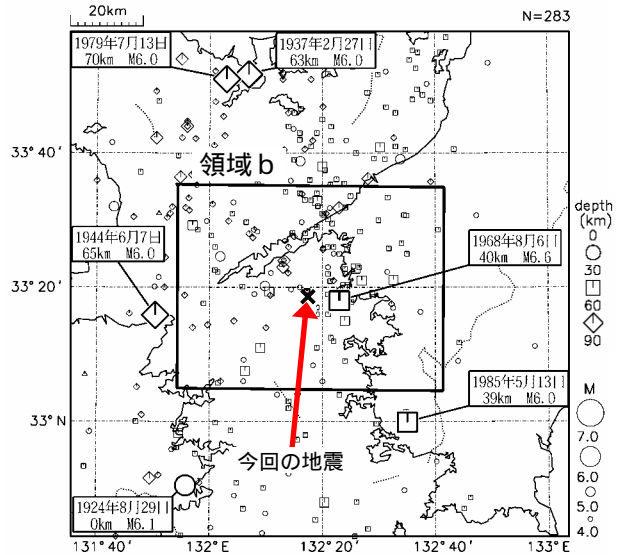 20km
N=283
1979年7月13日
70km M6.0
1937年2月27日
63km M6.0
33°40′
領域b
depth
(km)
0
30
60
90
1944年6月7日
65km M6.0
1968年8月6日
40km M6.6
33°20′
1985年5月13日
39km M6.0
33°N
M
7.0
6.0
5.0
4.0
今回の地震
1924年8月29日
0km M6.1
131°40′
132°E
132°20′
132°40′
133°E